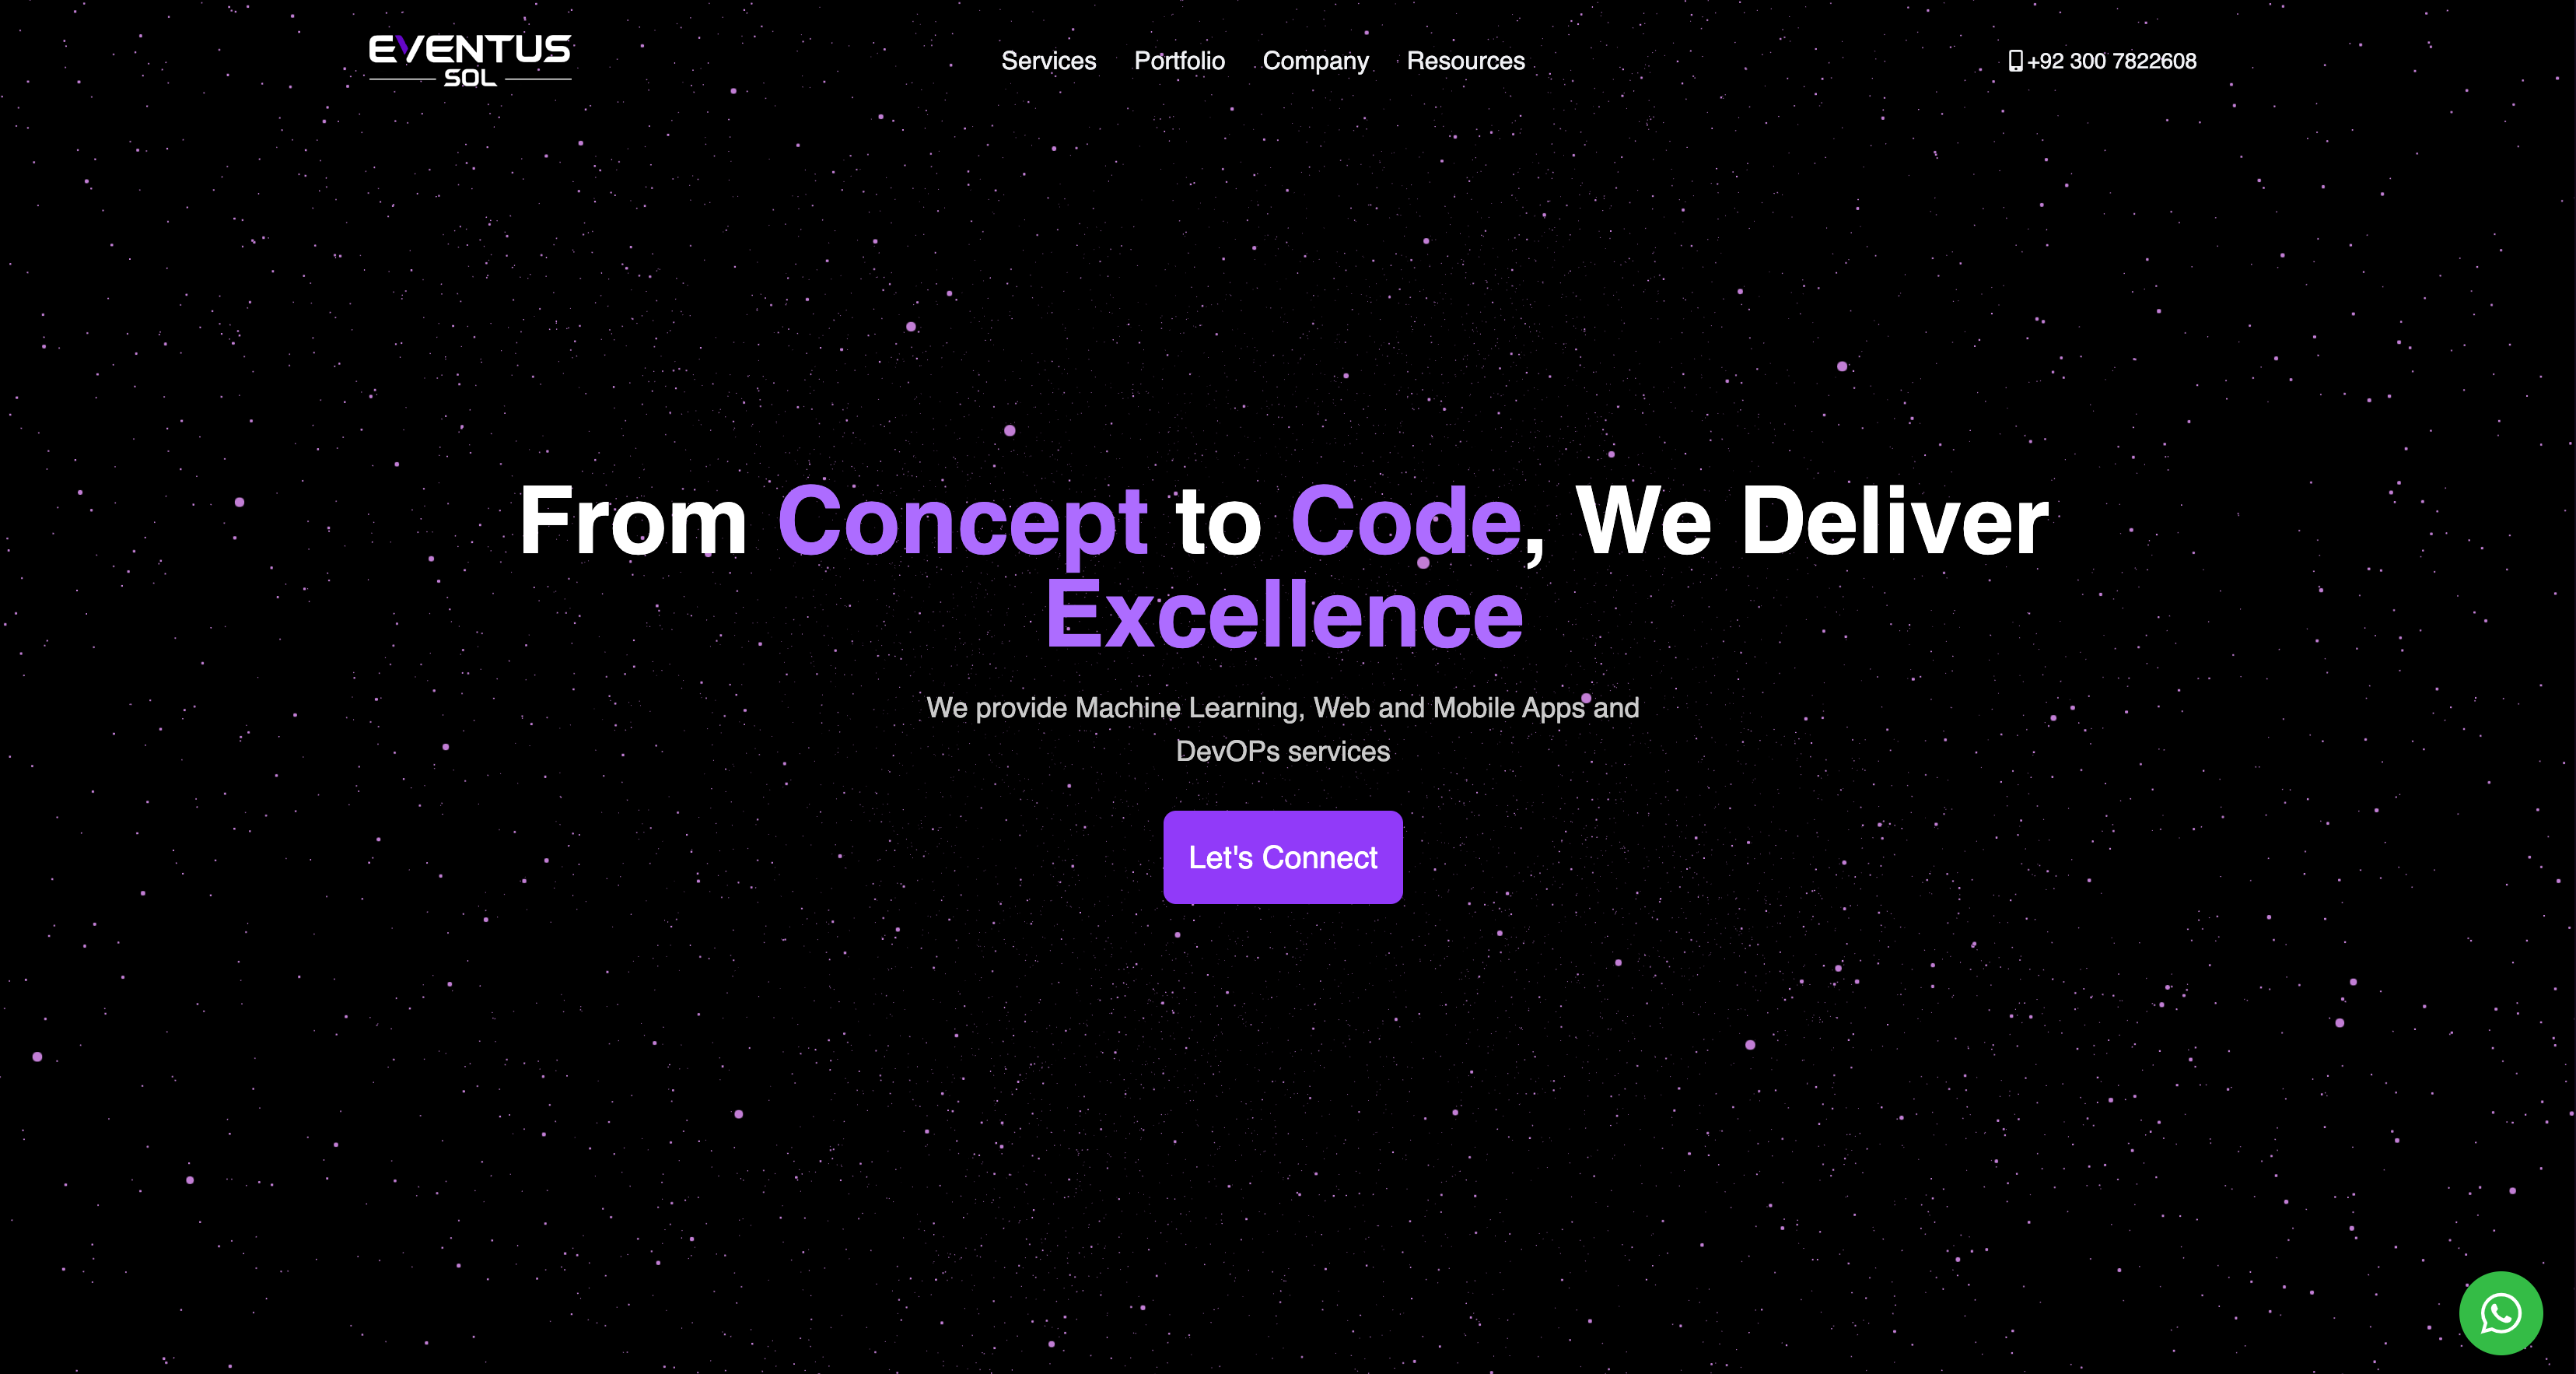 EVENTUS
SOL
Services Portfolio Company Resources
+92 300 7822608
From Concept to Code, We Deliver
Excellence
We provide Machine Learning, Web and Mobile Apps and
DevOPs services
Let's Connect